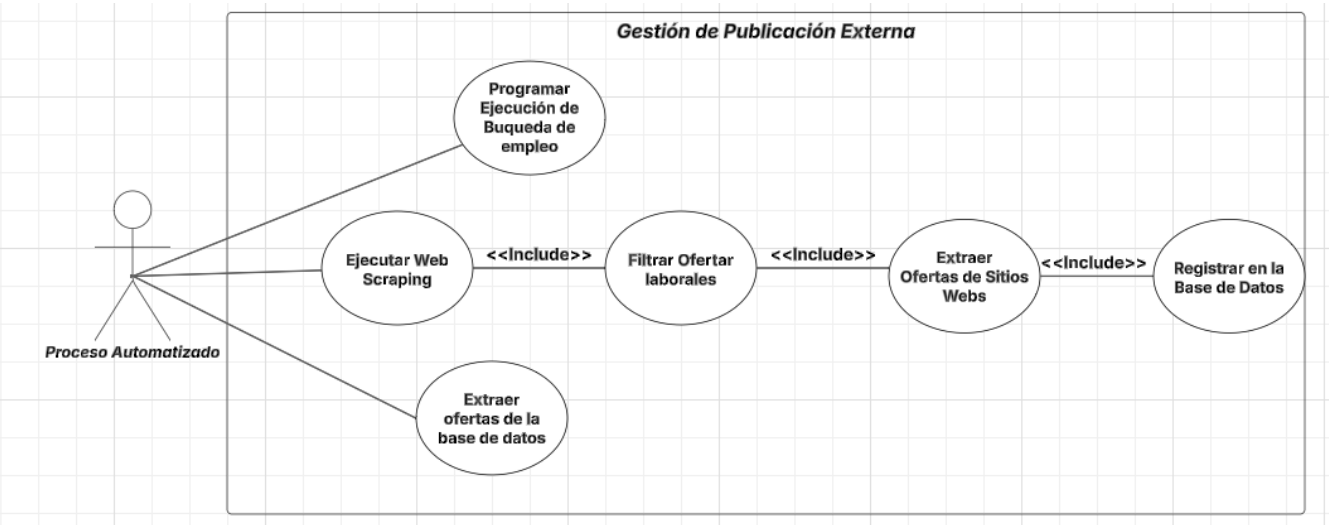 Gestión de Publicación Externa
Programar
Ejecución de
Buqueda de
empleo
Ejecutar Web
Scraping
<<Include>>
Filtrar Ofertar
laborales
<<Include>>
Extraer
Ofertas de Sitios
Webs
<<Include>>
Registrar en la
Base de Datos
Proceso Automatizado
Extraer
ofertas de la
base de datos